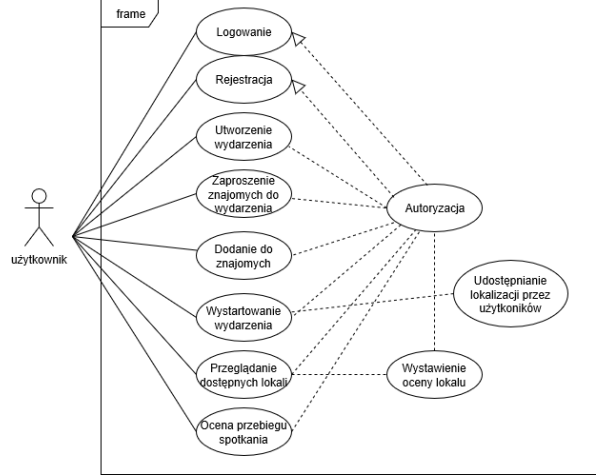 frame
Logowanie
Rejestracja
Utworzenie
wydarzenia
Zaproszenie
znajomych do
wydarzenia
Autoryzacja
użytkownik
Dodanie do
znajomych
Udostępnianie
lokalizacji przez
użytkoników
Wystartowanie
wydarzenia
Przeglądanie
dostępnych lokali
Wystawienie
oceny lokalu
Ocena przebiegu
spotkania